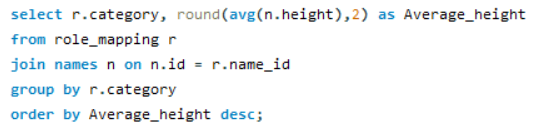 select r.category, round(avg(n.height),2) as Average_height
from role_mapping r
join names n on n.id = r.name_id
group by r.category
order by Average_height desc;